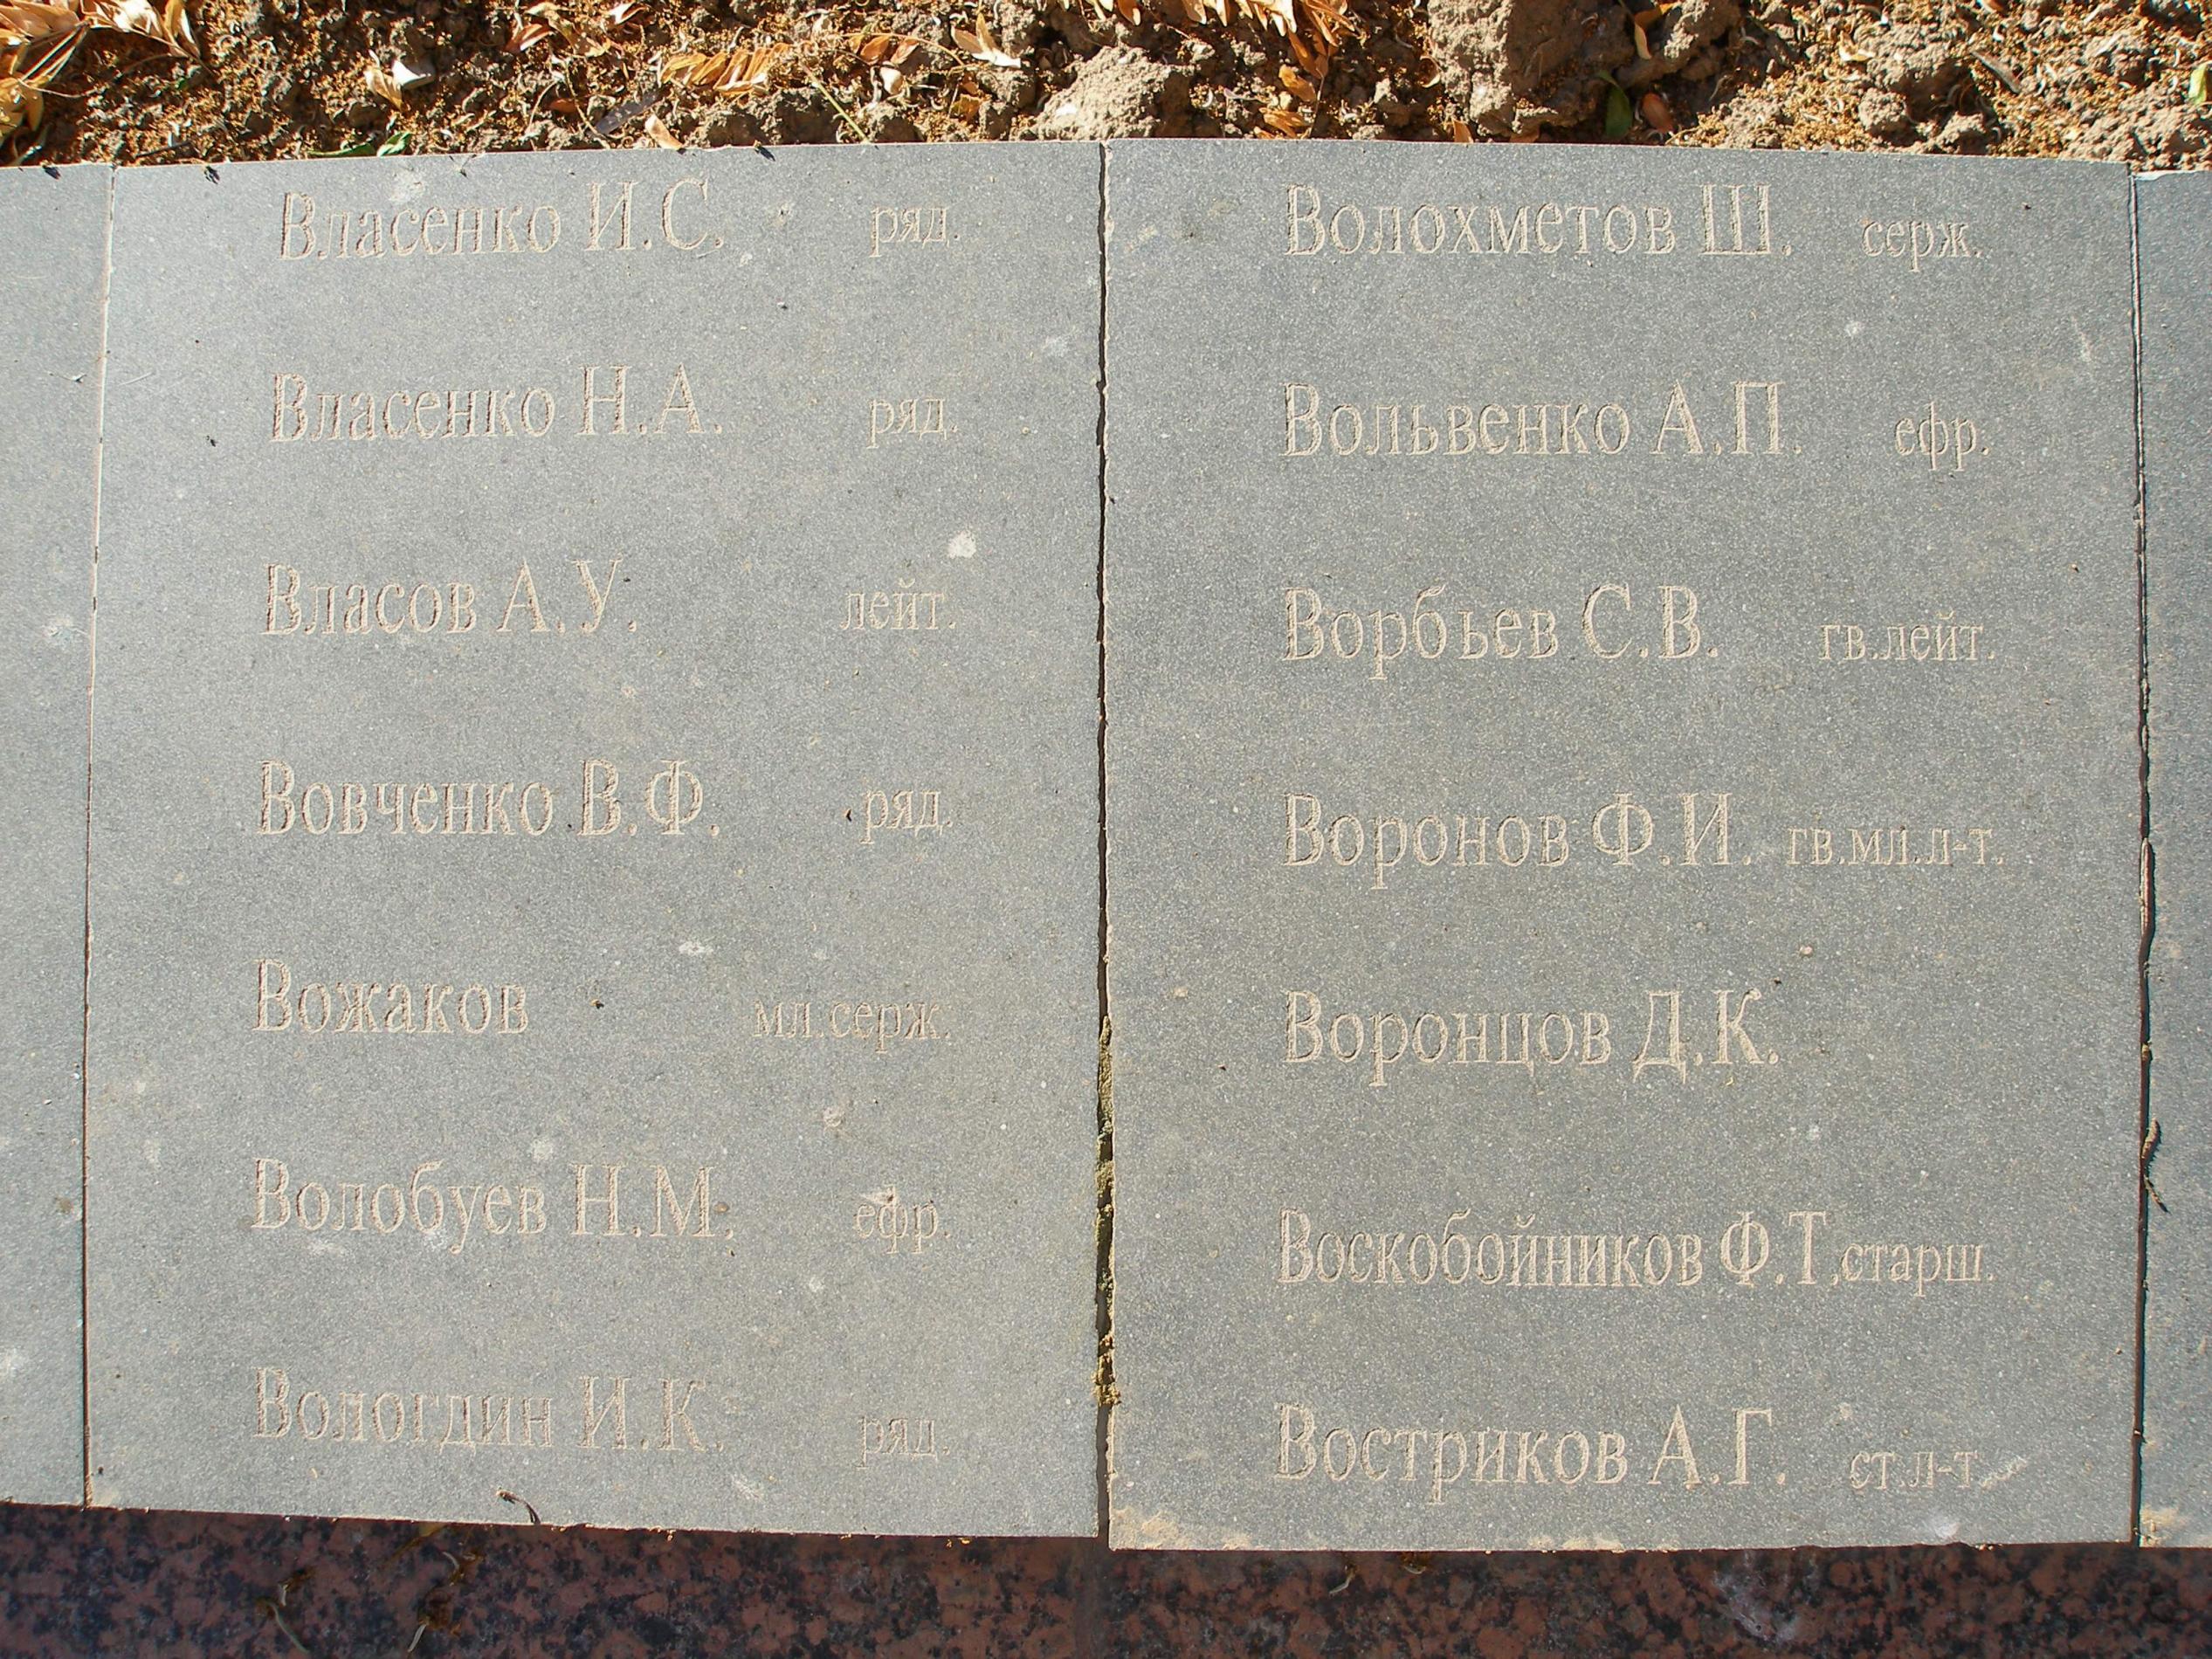 Власенко И.С. ряд.
Власенко Н.А. ряд.
Власов А.У. лейт.
Вовченко В.Ф. ряд.
Вожаков мл.серж.
Волобуев Н.М. ефр.
Вологдин И.К. ряд.
Волохметов Ш. серж.
Вольвенко А.П. ефр.
Ворбьев С.В. гв.лейт.
Воронов Ф.И. гв.мл.л-т.
Воронцов Д.К.
Воскобойников Ф.Т,старш.
Востриков А.Г. ст.л-т.